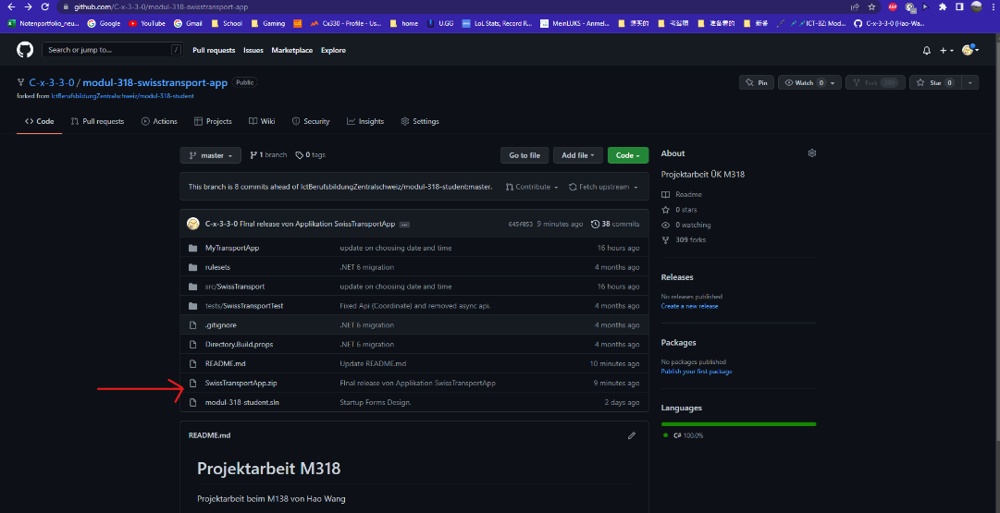 github.com/C-x-3-3-0/modul-318-swisstransport-app
Notenportfolio_neu... YouTube Google Gmail School Gaming Cx330 - Profile - Us... home U.GG LoL Stats, Record R... MeinLUKS - Anmel... ICT-BZ: Mod... C-x-3-3-0 (Hao-Wa...
Search or jump to... / Pull requests Issues Marketplace Explore
C-x-3-3-0 / modul-318-swisstransport-app Public
Pin Watch 0 Fork 309 Star 0
forked from IctBerufsbildungZentralschweiz/modul-318-student
Code Pull requests Actions Projects Wiki Security Insights Settings
master 1 branch 0 tags Go to file Add file Code
This branch is 8 commits ahead of IctBerufsbildungZentralschweiz/modul-318-student:master. Contribute Fetch upstream
C-x-3-3-0 FInal release von Applikation SwissTransportApp ... 645f053 9 minutes ago 38 commits
MyTransportApp update on choosing date and time 16 hours ago
rulesets .NET 6 migration 4 months ago
src/SwissTransport update on choosing date and time 16 hours ago
tests/SwissTransportTest Fixed Api (Coordinate) and removed async api. 4 months ago
.gitignore .NET 6 migration 4 months ago
Directory.Build.props .NET 6 migration 4 months ago
README.md Update README.md 10 minutes ago
SwissTransportApp.zip FInal release von Applikation SwissTransportApp 9 minutes ago
modul-318-student.sln Startup Forms Design. 2 days ago
README.md
Projektarbeit M318
Projektarbeit beim M138 von Hao Wang
About
Projektarbeit ÜK M318
Readme
0 stars
0 watching
309 forks
Releases
No releases published
Create a new release
Packages
No packages published
Publish your first package
Languages
C# 100.0%